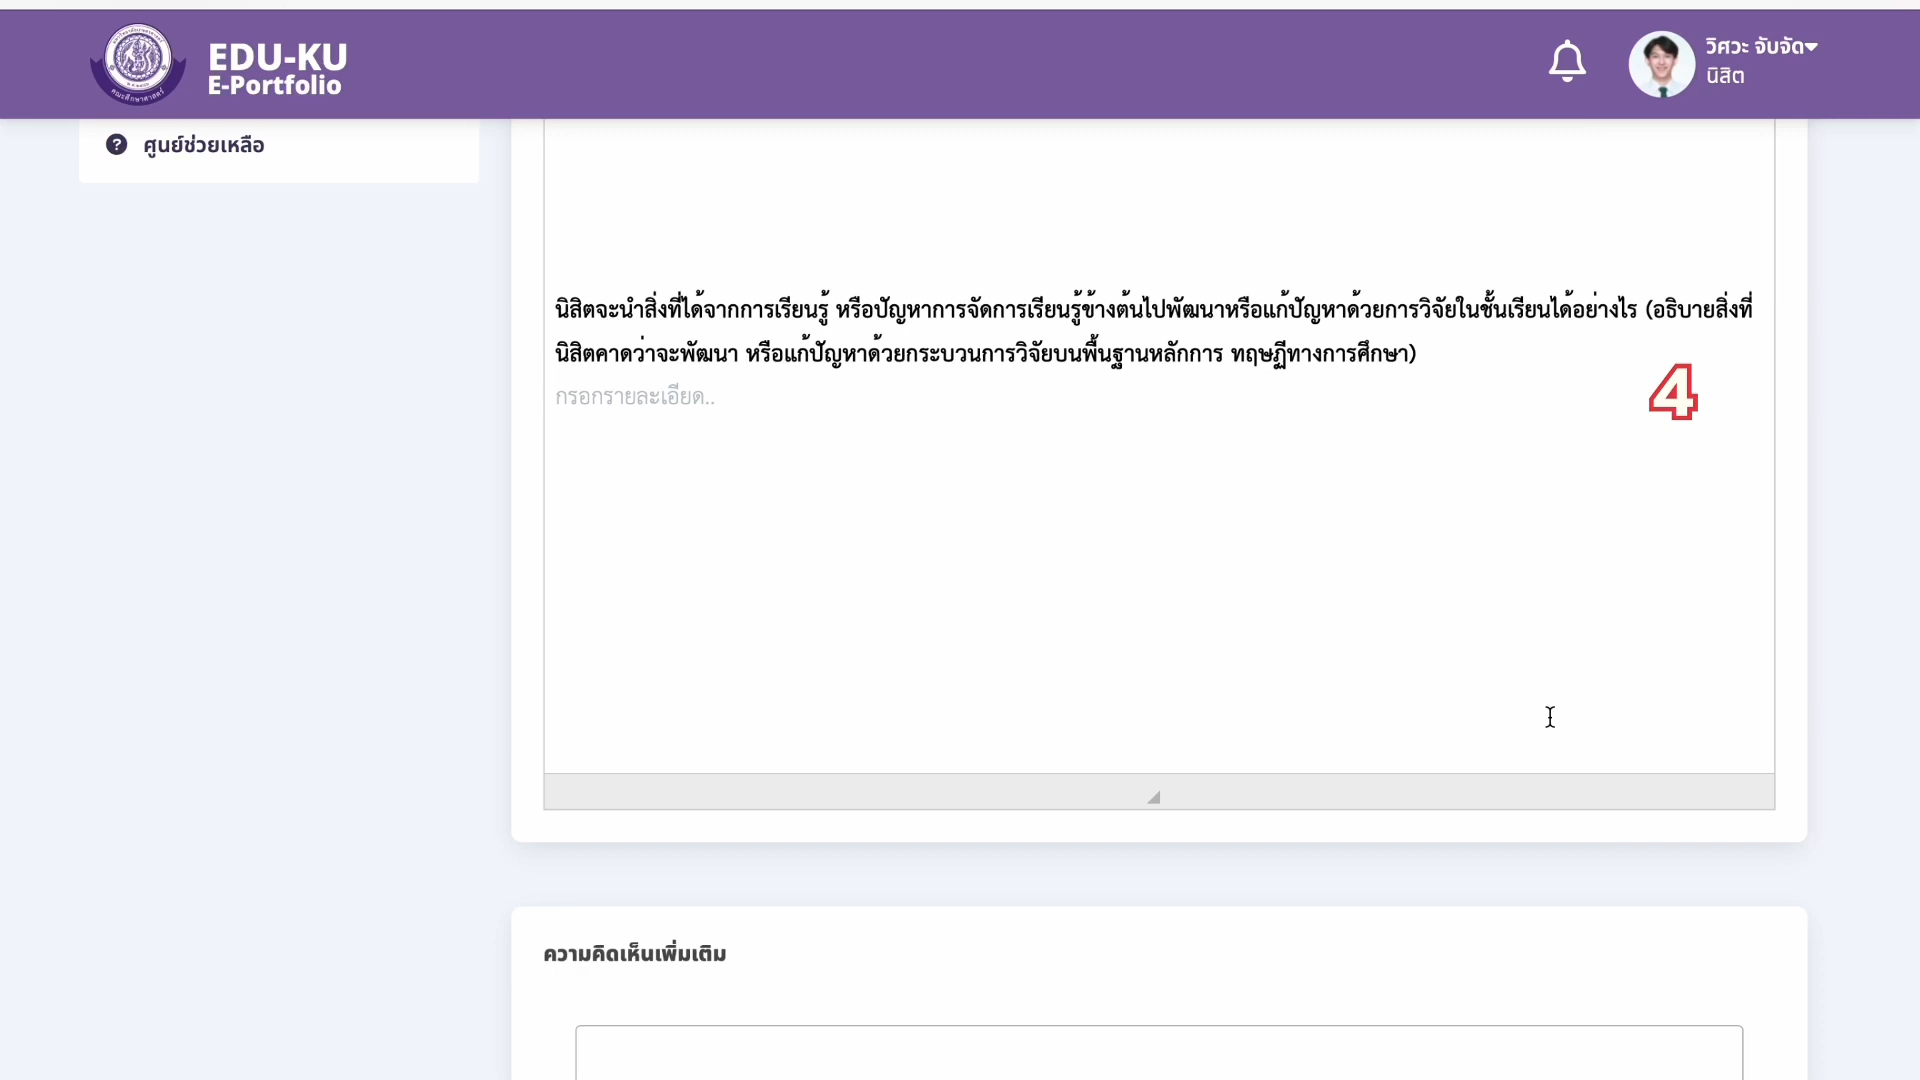 EDU-KU
E-Portfolio
วิศวะ จับจัด
นิสิต
ศูนย์ช่วยเหลือ
นิสิตจะนำสิ่งที่ได้จากการเรียนรู้ หรือปัญหาการจัดการเรียนรู้ข้างต้นไปพัฒนาหรือแก้ปัญหาด้วยการวิจัยในชั้นเรียนได้อย่างไร (อธิบายสิ่งที่
นิสิตคาดว่าจะพัฒนา หรือแก้ปัญหาด้วยกระบวนการวิจัยบนพื้นฐานหลักการ ทฤษฎีทางการศึกษา)
กรอกรายละเอียด..
4
ความคิดเห็นเพิ่มเติม